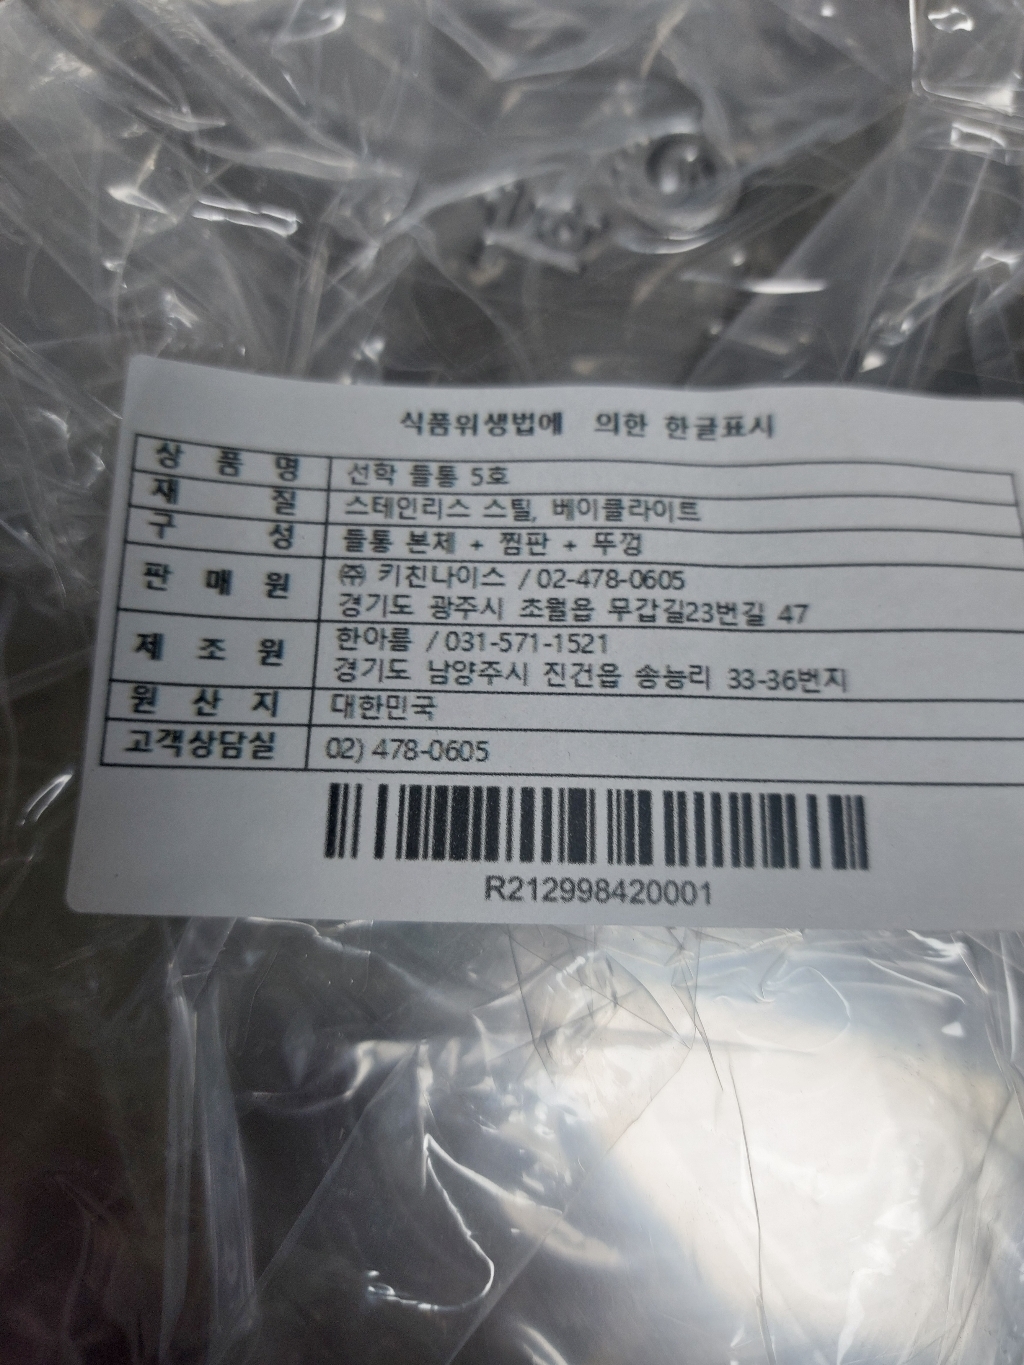 식품위생법에 의한 한글표시
상 품 명 선학 들통 5호
재 질 스테인리스 스틸, 베이클라이트
구 성 들통 본체 + 찜판 + 뚜껑
판 매 원 ㈜ 키친나이스 / 02-478-0605
경기도 광주시 초월읍 무갑길23번길 47
제 조 원 한아름 / 031-571-1521
경기도 남양주시 진건읍 송능리 33-36번지
원 산 지 대한민국
고객상담실 02) 478-0605
R212998420001